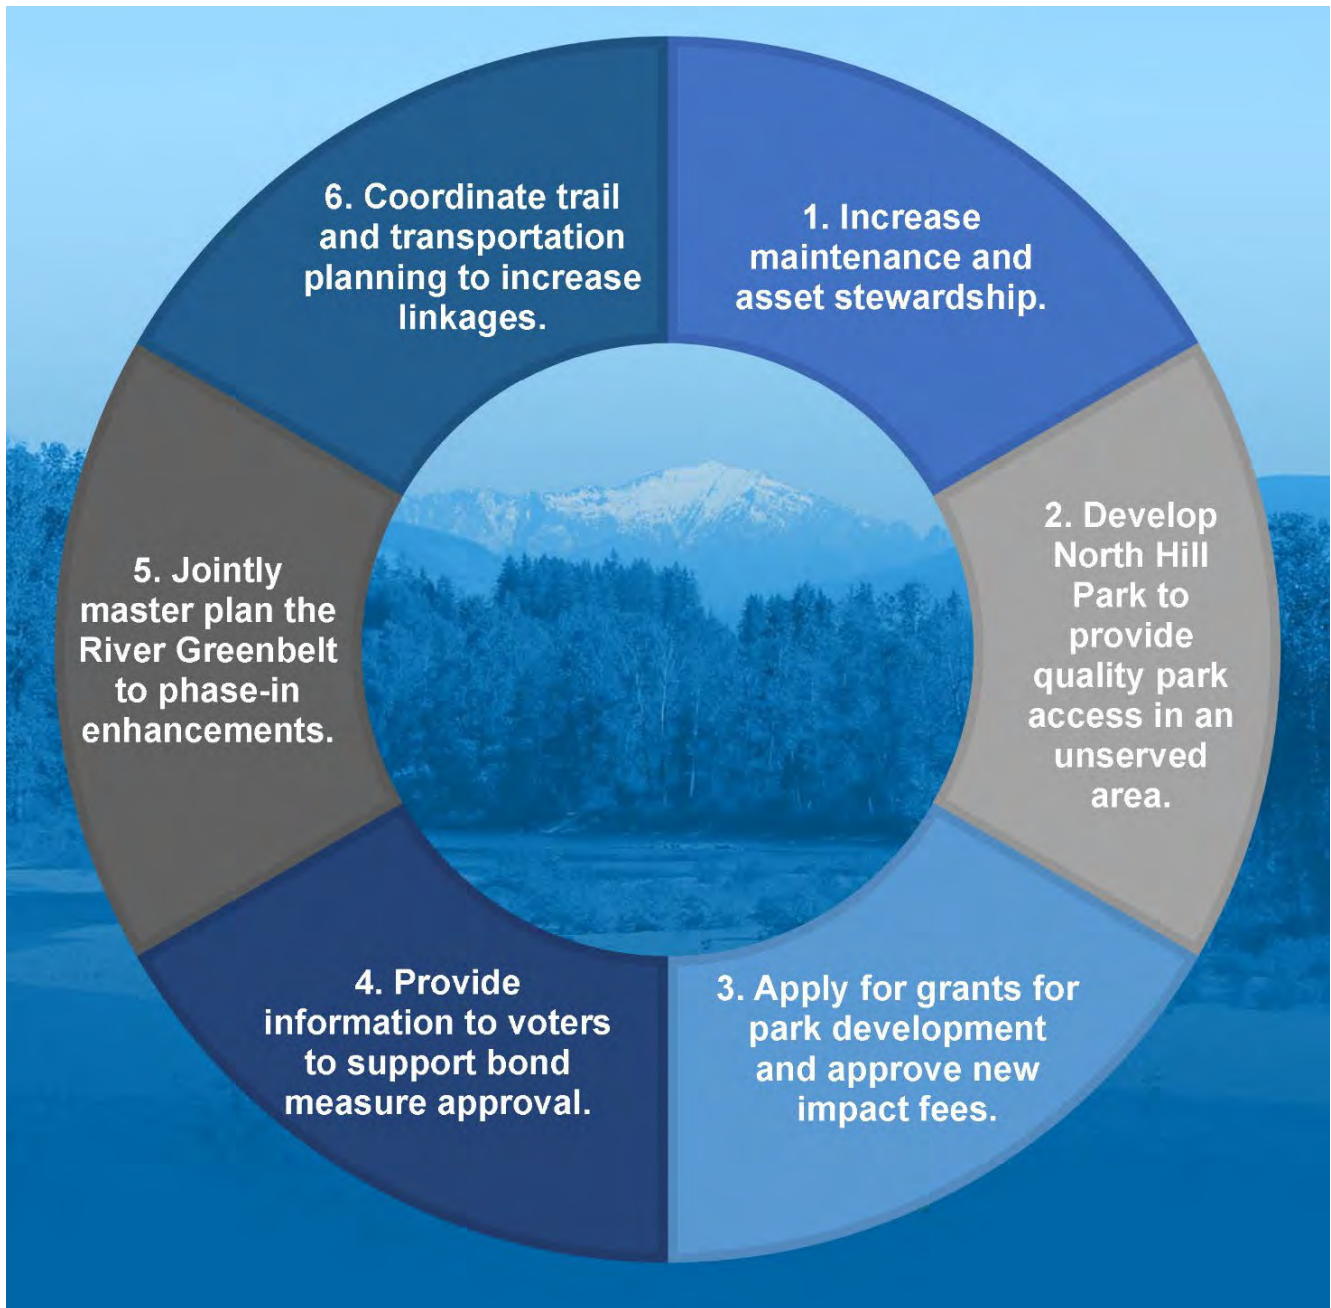 1. Increase
maintenance and
asset stewardship.
2. Develop
North Hill
Park to
provide
quality park
access in an
unserved
area.
3. Apply for grants for
park development
and approve new
impact fees.
4. Provide
information to voters
to support bond
measure approval.
5. Jointly
master plan the
River Greenbelt
to phase-in
enhancements.
6. Coordinate trail
and transportation
planning to increase
linkages.